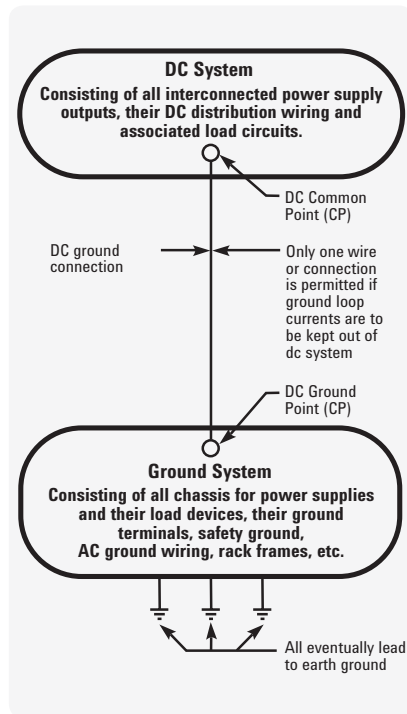 DC System
Consisting of all interconnected power supply
outputs, their DC distribution wiring and
associated load circuits.
DC Common
Point (CP)
DC ground
connection
Only one wire
or connection
is permitted if
ground loop
currents are to
be kept out of
dc system
DC Ground
Point (CP)
Ground System
Consisting of all chassis for power supplies
and their load devices, their ground
terminals, safety ground,
AC ground wiring, rack frames, etc.
All eventually lead
to earth ground